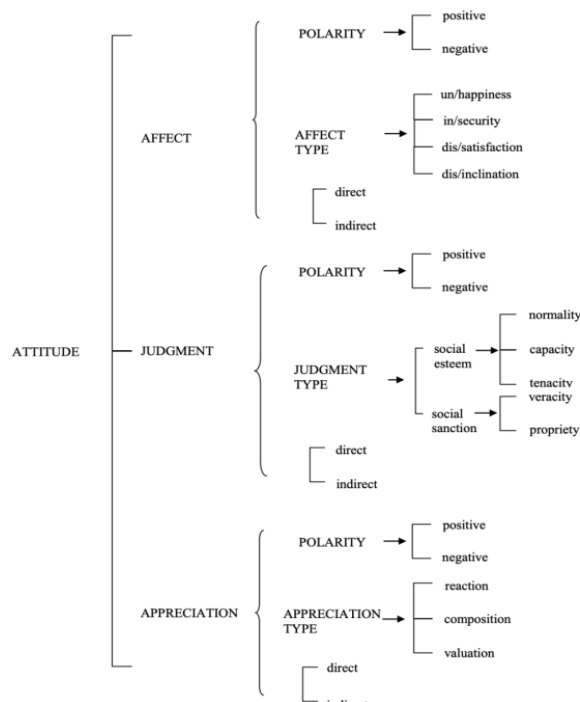 POLARITY
positive
negative
AFFECT
AFFECT
TYPE
un/happiness
in/security
dis/satisfaction
dis/inclination
direct
indirect
ATTITUDE
JUDGMENT
POLARITY
positive
negative
JUDGMENT
TYPE
social
esteem
normality
capacity
tenacity
social
sanction
veracity
propriety
direct
indirect
APPRECIATION
POLARITY
positive
negative
APPRECIATION
TYPE
reaction
composition
valuation
direct